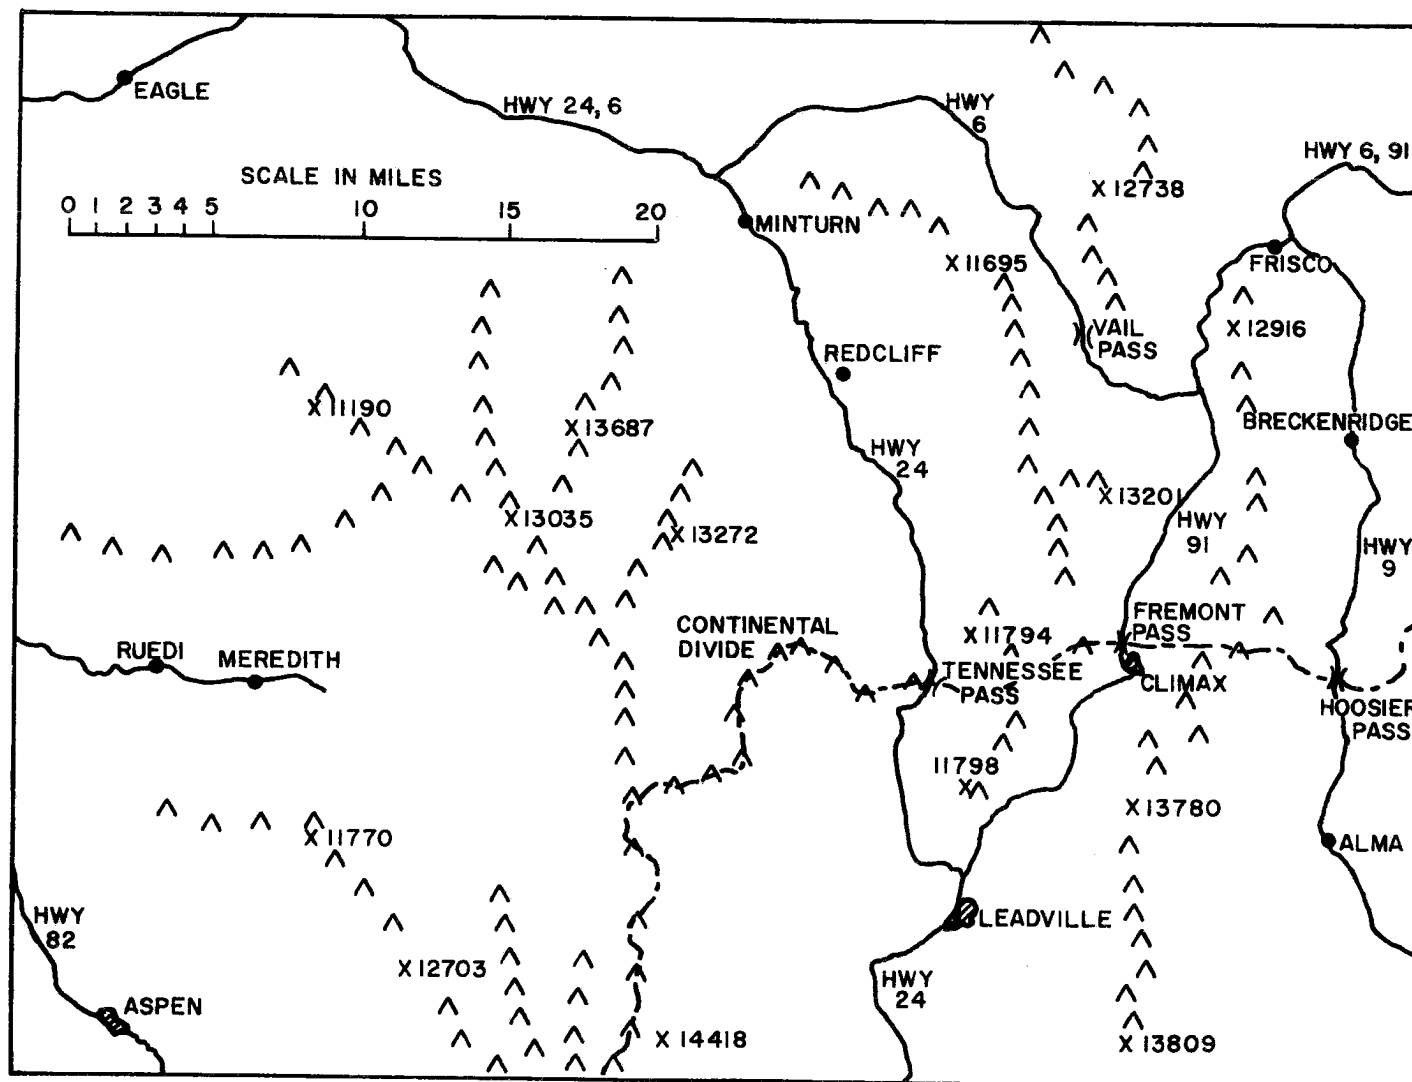 EAGLE
HWY 24, 6
HWY
6
HWY 6, 91
SCALE IN MILES
0 1 2 3 4 5 10 15 20
X 12738
MINTURN
X 11695
FRISCO
VAIL
PASS
X 12916
REDCLIFF
X 11190
X 13687
BRECKENRIDGE
HWY
24
X 13201
X 13035
X 13272
HWY
91
HWY
9
CONTINENTAL
DIVIDE
FREMONT
PASS
X 11794
RUEDI
MEREDITH
TENNESSEE
PASS
CLIMAX
HOOSIER
PASS
11798
X
X 13780
X 11770
ALMA
HWY
82
LEADVILLE
X 12703
HWY
24
ASPEN
X 14418
X 13809